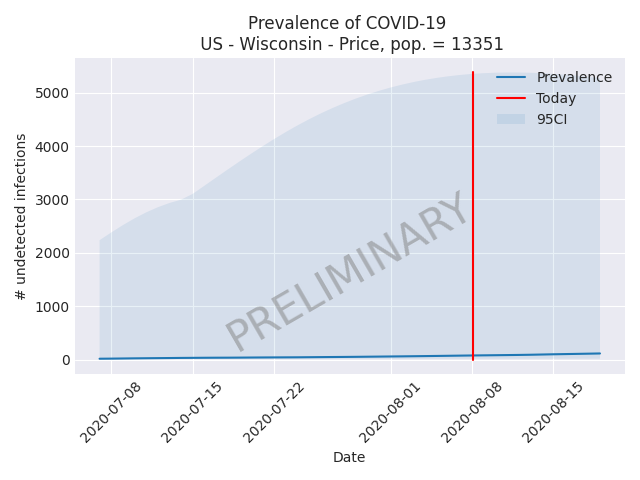 Prevalence of COVID-19
US - Wisconsin - Price, pop. = 13351
Prevalence
Today
95CI
# undetected infections
5000
4000
3000
2000
1000
0
PRELIMINARY
2020-07-08
2020-07-15
2020-07-22
2020-08-01
2020-08-08
2020-08-15
Date